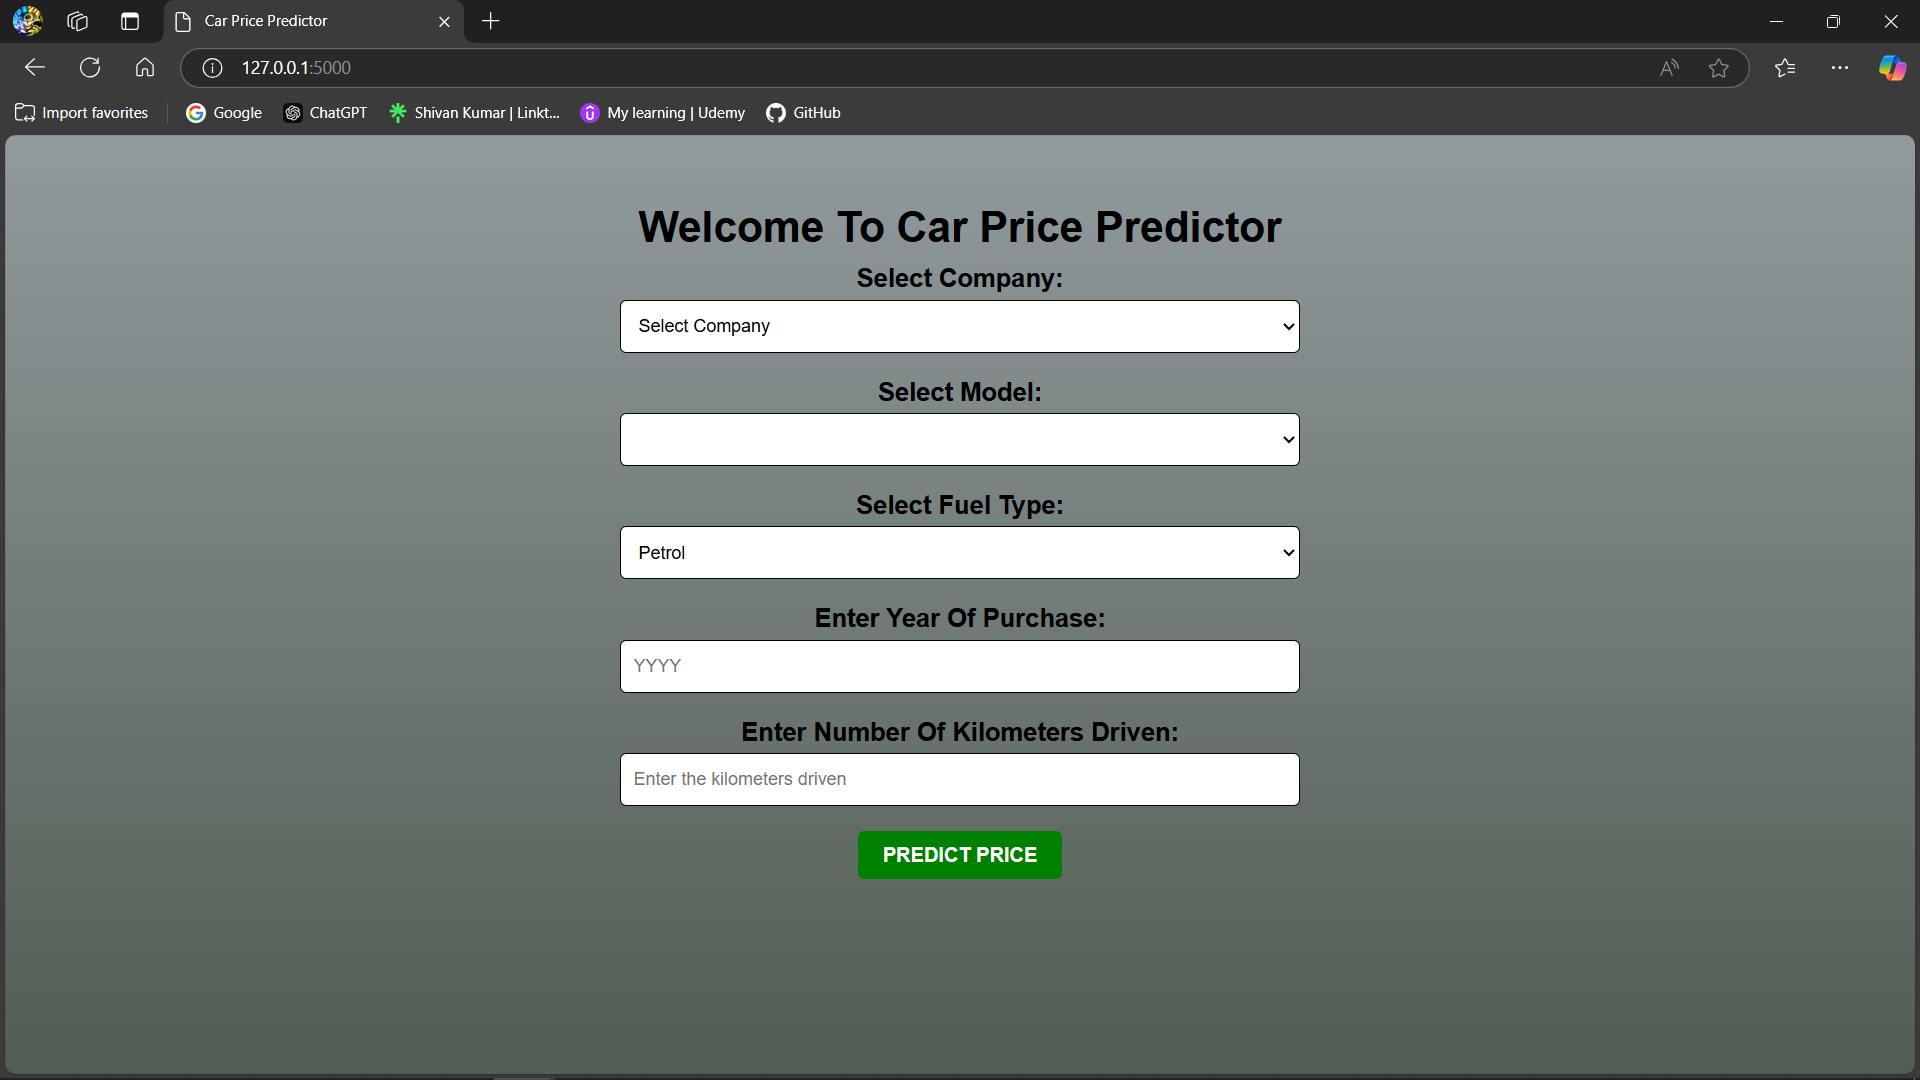 Car Price Predictor
127.0.0.1:5000
Import favorites
Google
ChatGPT
Shivan Kumar | Linkt...
My learning | Udemy
GitHub
Welcome To Car Price Predictor
Select Company:
Select Company
Select Model:
Select Fuel Type:
Petrol
Enter Year Of Purchase:
YYYY
Enter Number Of Kilometers Driven:
Enter the kilometers driven
PREDICT PRICE